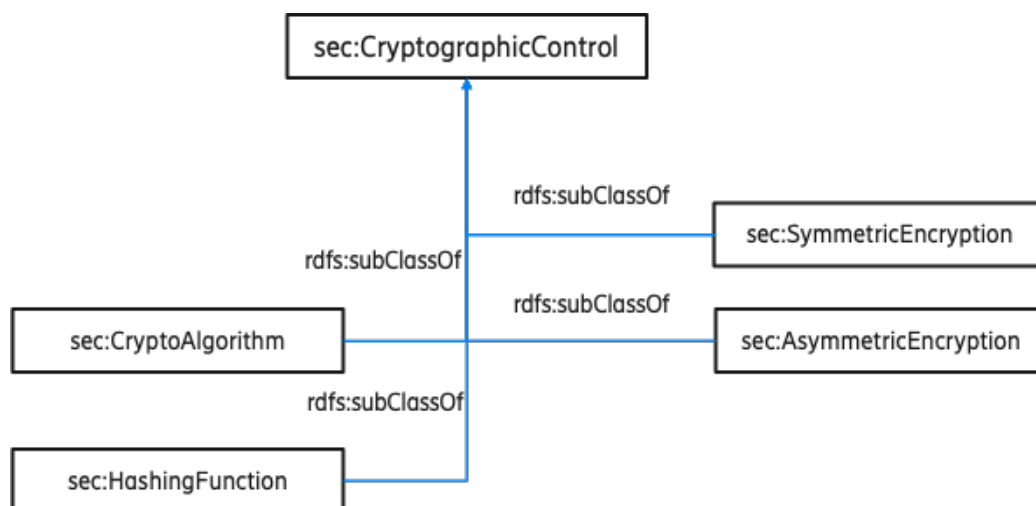 sec:CryptographicControl
rdfs:subClassOf
sec:SymmetricEncryption
rdfs:subClassOf
rdfs:subClassOf
sec:CryptoAlgorithm
sec:AsymmetricEncryption
rdfs:subClassOf
sec:HashingFunction